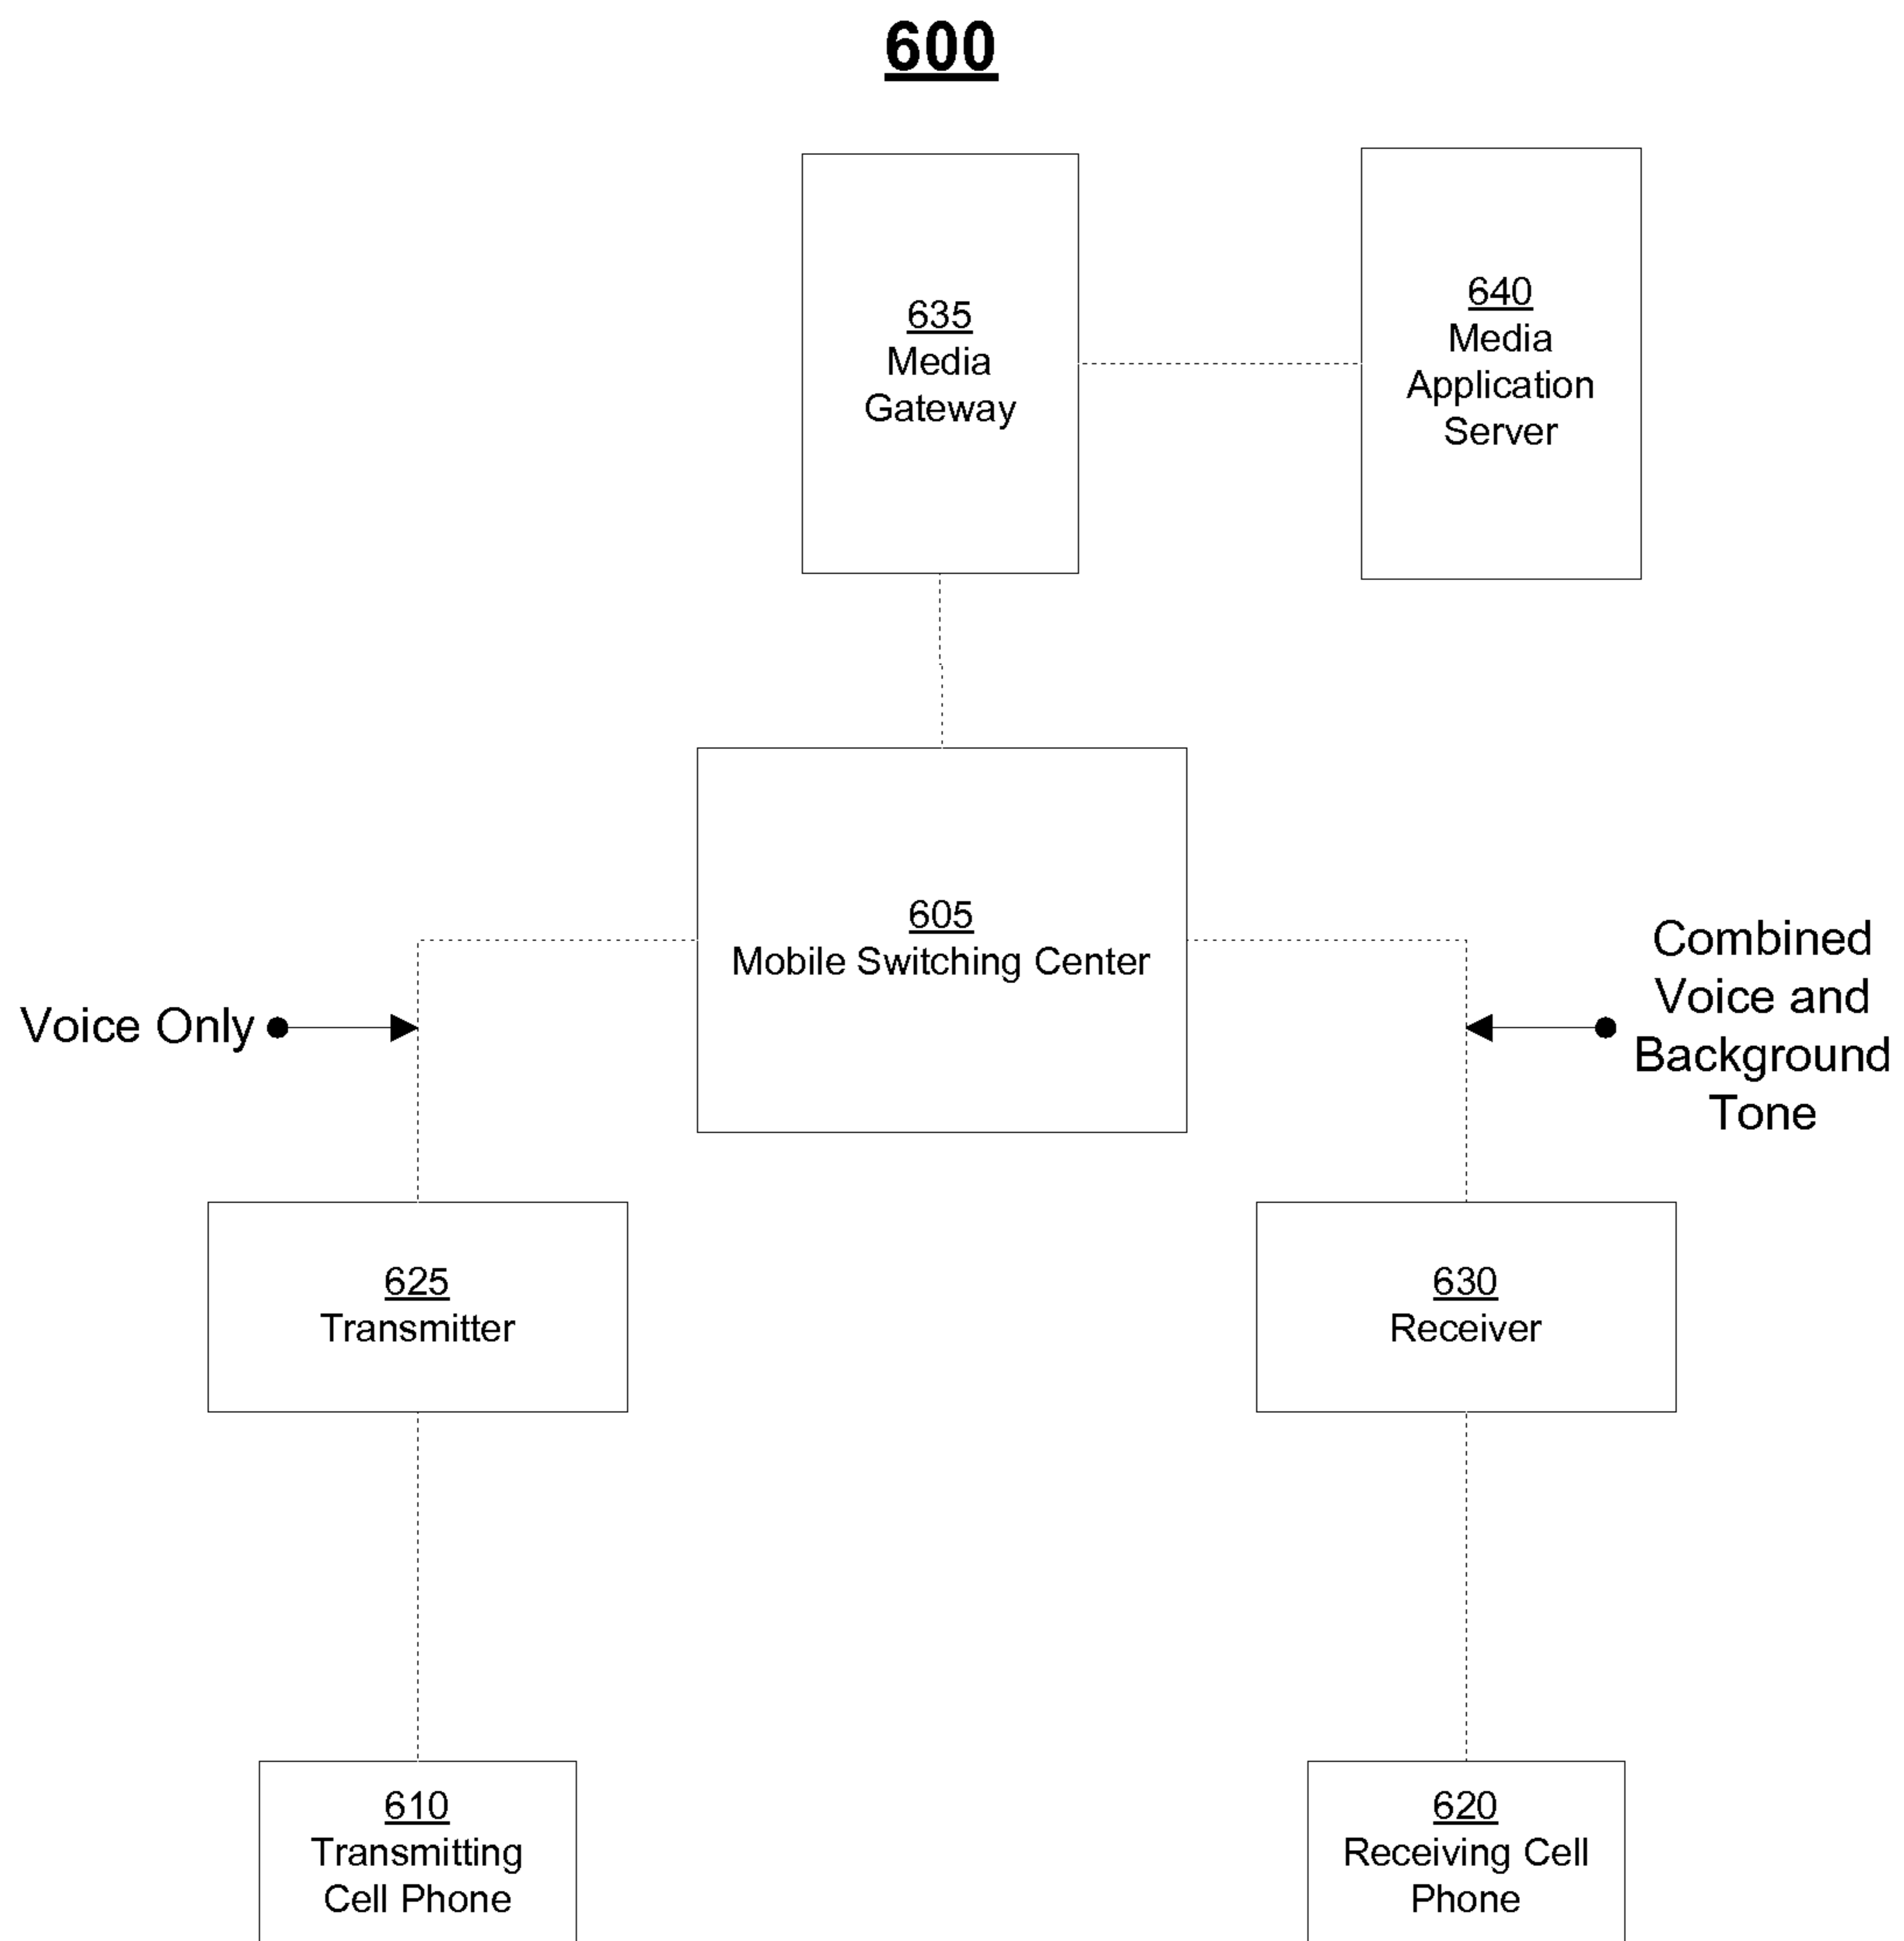 600
635
Media
Gateway
640
Media
Application
Server
605
Mobile Switching Center
Voice Only
Combined
Voice and
Background
Tone
625
Transmitter
630
Receiver
610
Transmitting
Cell Phone
620
Receiving Cell
Phone